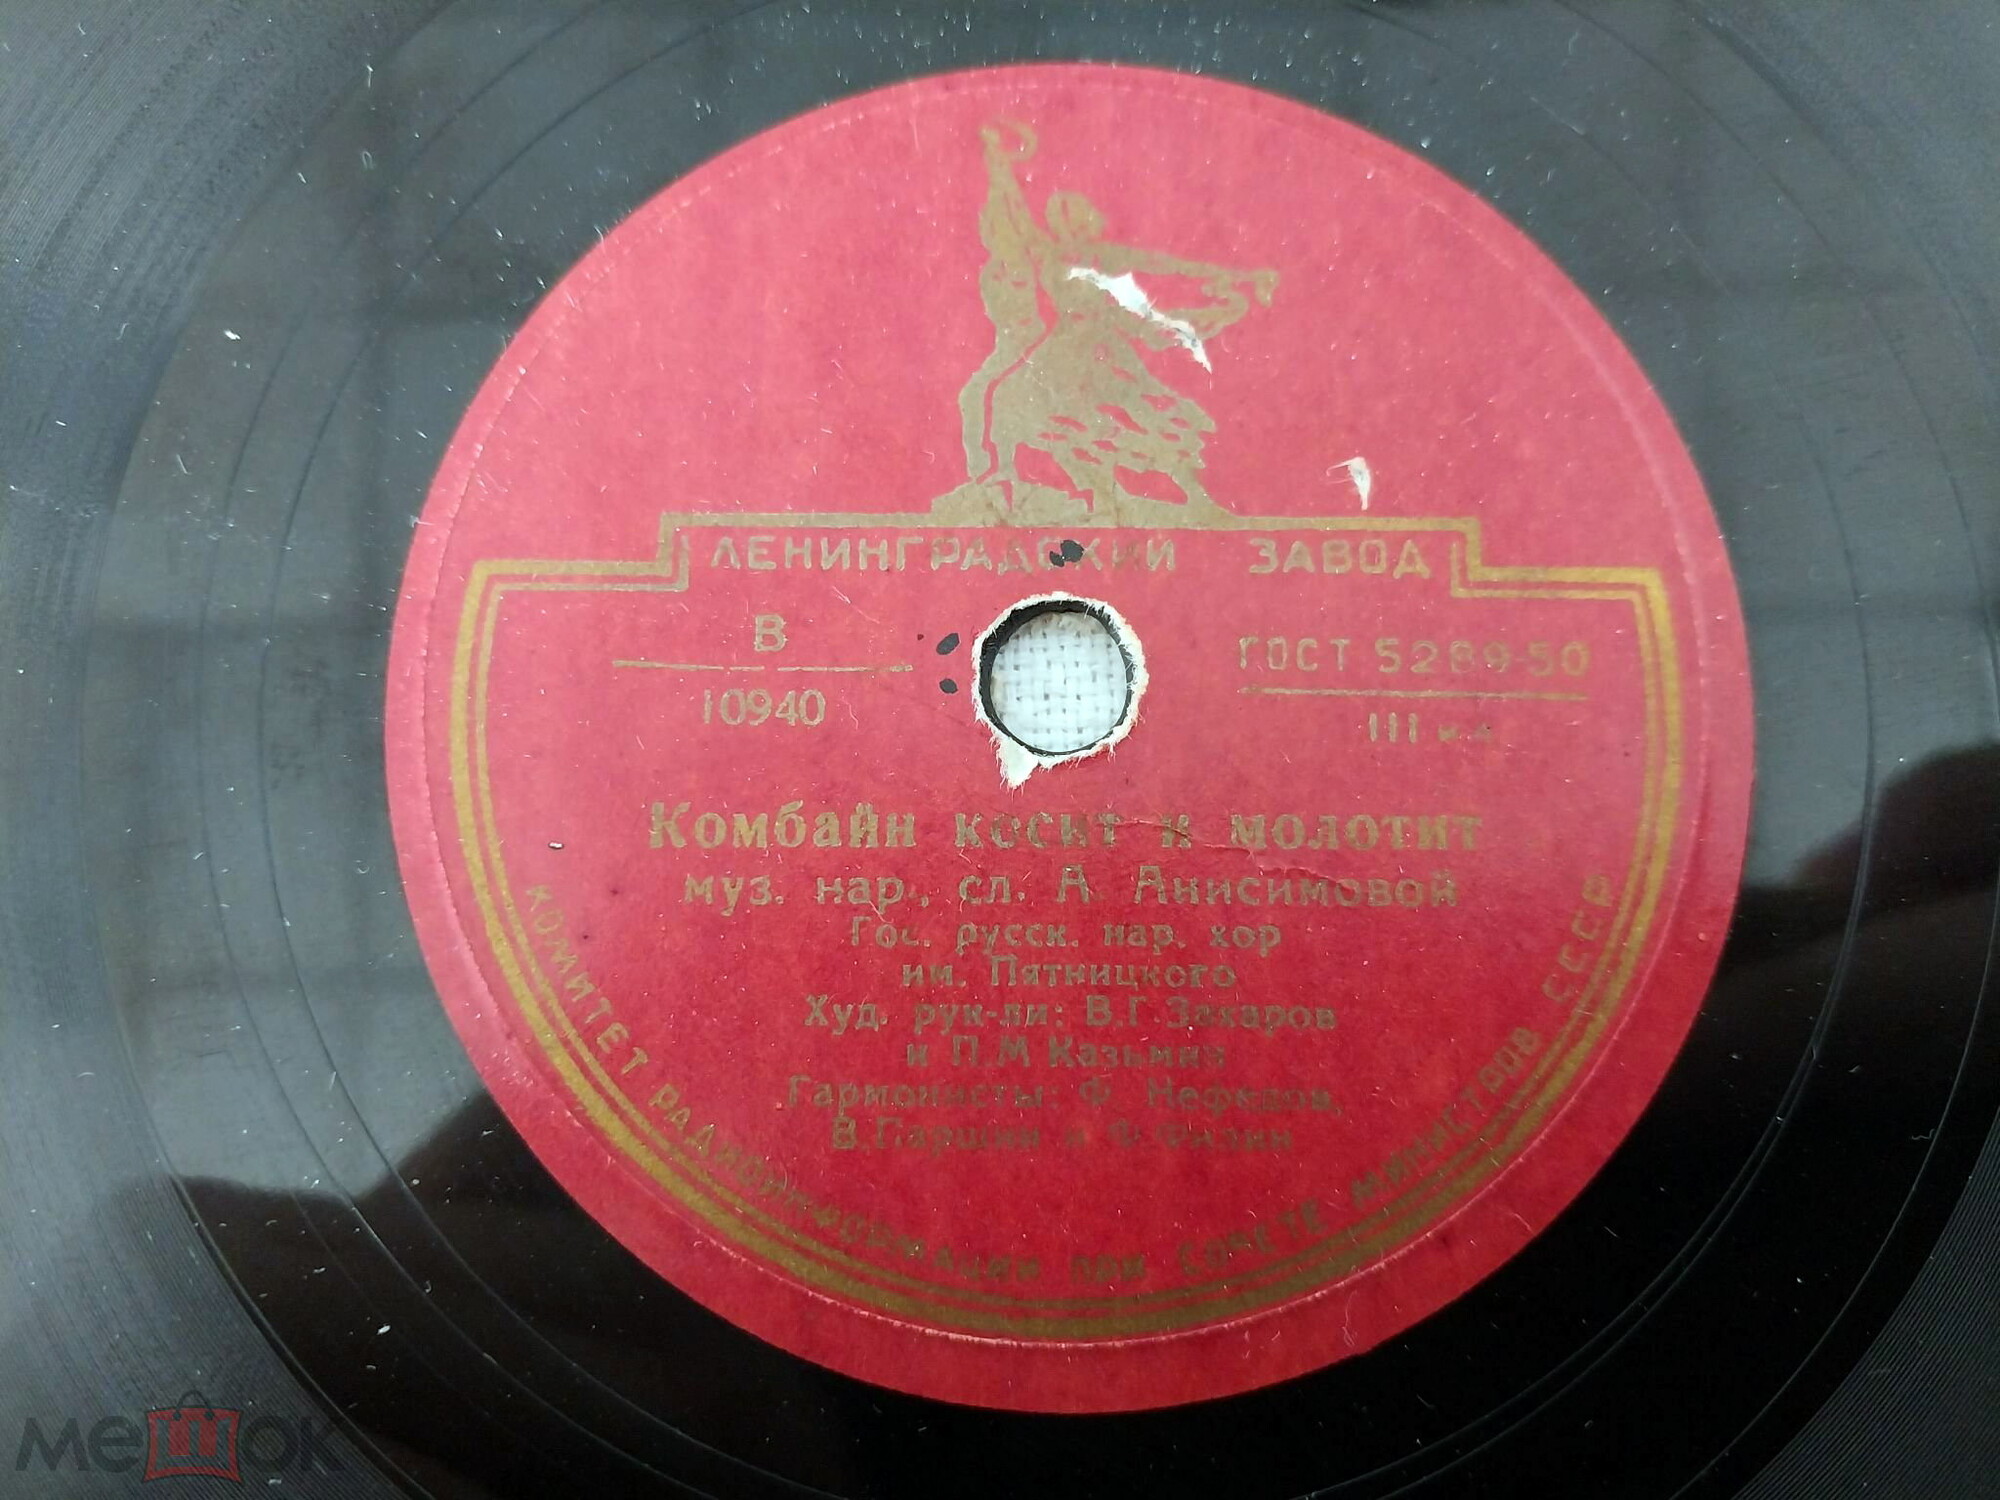 ЛЕНИНГРАДСКИЙ ЗАВОД
В
10940
ГОСТ 5289-50
III
Комбайн косит и молотит
муз. нар., сл. А. Анисимовой
Гос. русск. нар. хор
им. Пятницкого
Худ. рук-ли: В.Г. Захаров
и П.М. Казьмин
Гармонисты: Ф. Нефедов,
В. Паршин и Ф.
КОМИТЕТ РАДИОИНФОРМАЦИИ ПРИ СОВЕТЕ МИНИСТРОВ СССР
мешок